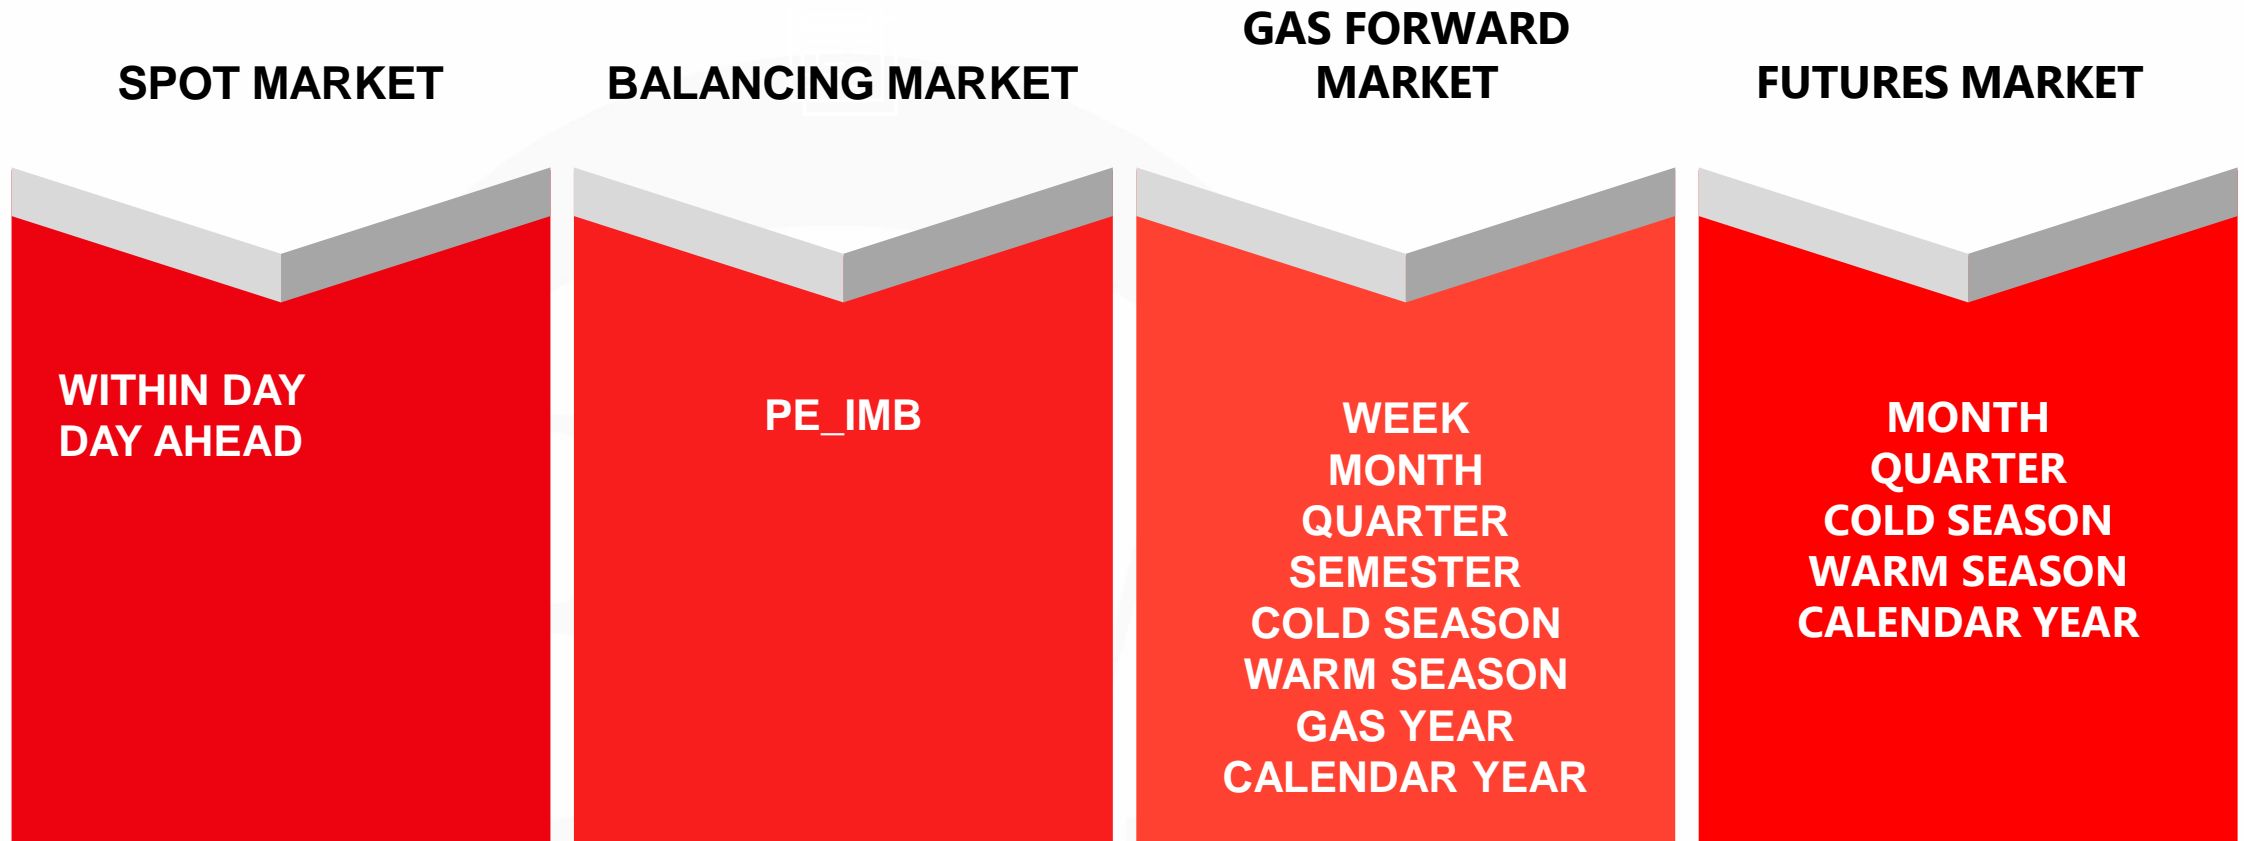 SPOT MARKET
WITHIN DAY
DAY AHEAD
BALANCING MARKET
PE_IMB
GAS FORWARD
MARKET
WEEK
MONTH
QUARTER
SEMESTER
COLD SEASON
WARM SEASON
GAS YEAR
CALENDAR YEAR
FUTURES MARKET
MONTH
QUARTER
COLD SEASON
WARM SEASON
CALENDAR YEAR